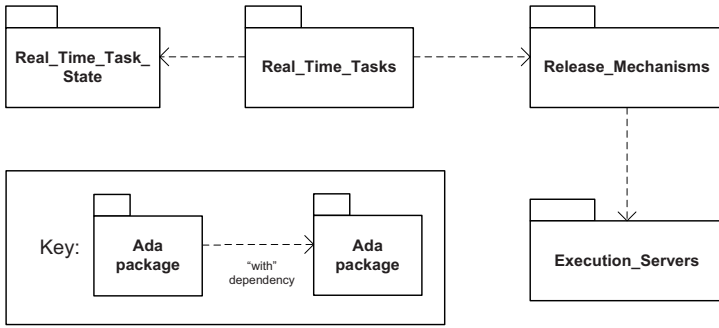 Real_Time_Task_
State
Real_Time_Tasks
Release_Mechanisms
Key:
Ada
package
“with”
dependency
Ada
package
Execution_Servers